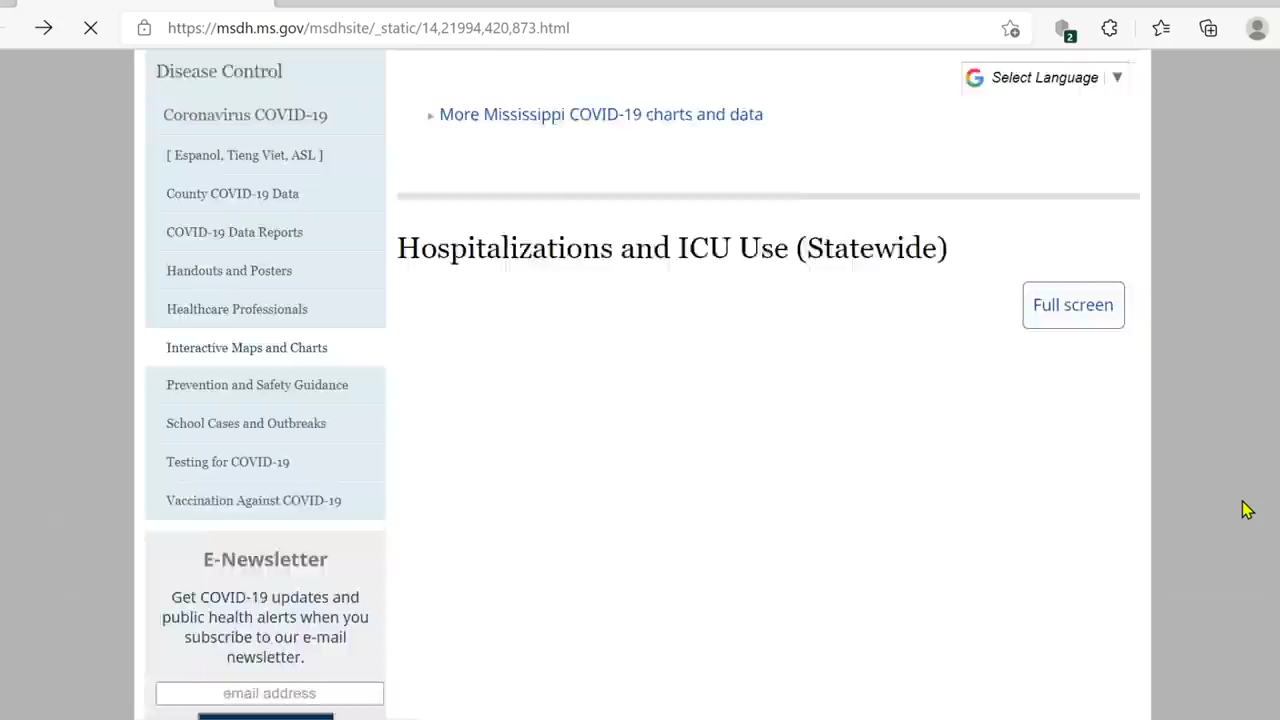 https://msdh.ms.gov/msdhsite/_static/14,21994,420,873.html
2
Disease Control
Coronavirus COVID-19
[ Espanol, Tieng Viet, ASL ]
County COVID-19 Data
COVID-19 Data Reports
Handouts and Posters
Healthcare Professionals
Interactive Maps and Charts
Prevention and Safety Guidance
School Cases and Outbreaks
Testing for COVID-19
Vaccination Against COVID-19
E-Newsletter
Get COVID-19 updates and
public health alerts when you
subscribe to our e-mail
newsletter.
email address
Select Language
More Mississippi COVID-19 charts and data
Hospitalizations and ICU Use (Statewide)
Full screen